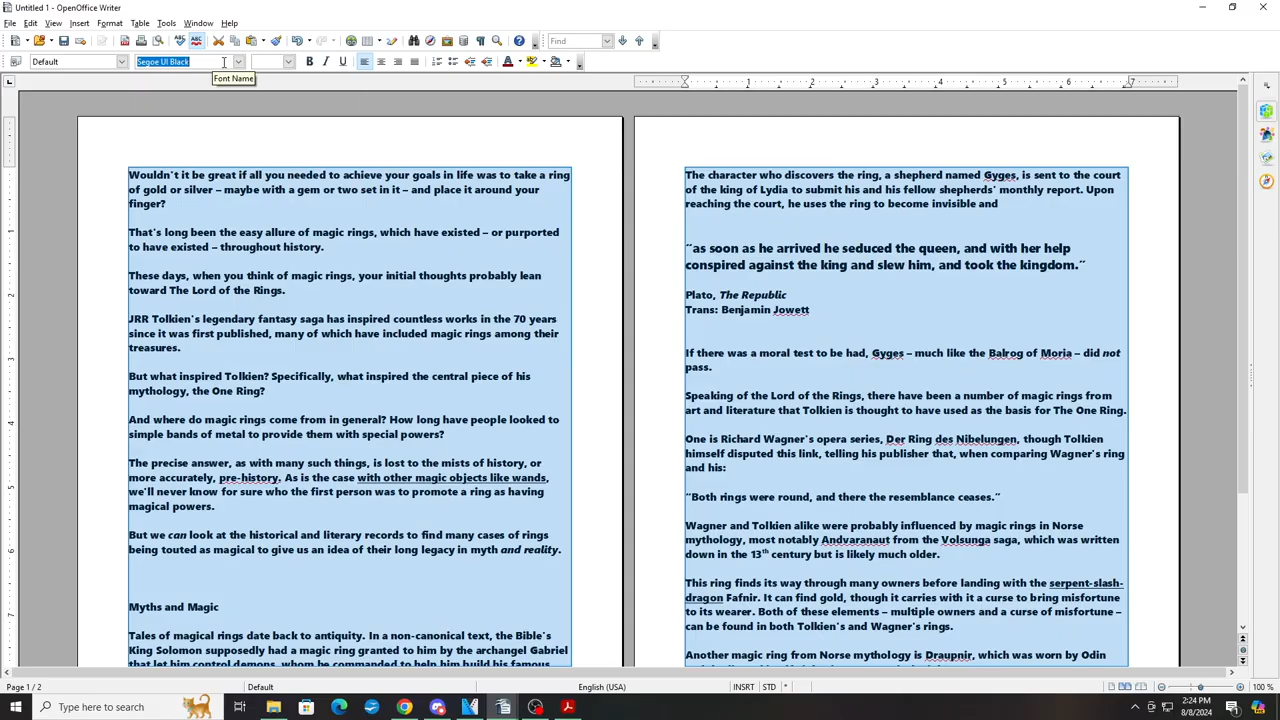 Untitled 1 - OpenOffice Writer
File Edit View Insert Format Table Tools Window Help
Find
Default
Segoe UI Black
Font Name
1 2 3 4 5 6 7
Wouldn't it be great if all you needed to achieve your goals in life was to take a ring
of gold or silver – maybe with a gem or two set in it – and place it around your
finger?
That's long been the easy allure of magic rings, which have existed – or purported
to have existed – throughout history.
These days, when you think of magic rings, your initial thoughts probably lean
toward The Lord of the Rings.
JRR Tolkien's legendary fantasy saga has inspired countless works in the 70 years
since it was first published, many of which have included magic rings among their
treasures.
But what inspired Tolkien? Specifically, what inspired the central piece of his
mythology, the One Ring?
And where do magic rings come from in general? How long have people looked to
simple bands of metal to provide them with special powers?
The precise answer, as with many such things, is lost to the mists of history, or
more accurately, pre-history. As is the case with other magic objects like wands,
we'll never know for sure who the first person was to promote a ring as having
magical powers.
But we can look at the historical and literary records to find many cases of rings
being touted as magical to give us an idea of their long legacy in myth and reality.
Myths and Magic
Tales of magical rings date back to antiquity. In a non-canonical text, the Bible's
King Solomon supposedly had a magic ring granted to him by the archangel Gabriel
that let him control demons, whom he commanded to help him build his famous
The character who discovers the ring, a shepherd named Gyges, is sent to the court
of the king of Lydia to submit his and his fellow shepherds' monthly report. Upon
reaching the court, he uses the ring to become invisible and
“as soon as he arrived he seduced the queen, and with her help
conspired against the king and slew him, and took the kingdom.”
Plato, The Republic
Trans: Benjamin Jowett
If there was a moral test to be had, Gyges – much like the Balrog of Moria – did not
pass.
Speaking of the Lord of the Rings, there have been a number of magic rings from
art and literature that Tolkien is thought to have used as the basis for The One Ring.
One is Richard Wagner's opera series, Der Ring des Nibelungen, though Tolkien
himself disputed this link, telling his publisher that, when comparing Wagner's ring
and his:
“Both rings were round, and there the resemblance ceases.”
Wagner and Tolkien alike were probably influenced by magic rings in Norse
mythology, most notably Andvaranaut from the Volsunga saga, which was written
down in the 13th century but is likely much older.
This ring finds its way through many owners before landing with the serpent-slash-
dragon Fafnir. It can find gold, though it carries with it a curse to bring misfortune
to its wearer. Both of these elements – multiple owners and a curse of misfortune –
can be found in both Tolkien's and Wagner's rings.
Another magic ring from Norse mythology is Draupnir, which was worn by Odin
Page 1 / 2 Default English (USA) INSRT STD * 100 %
Type here to search
2:24 PM
8/8/2024